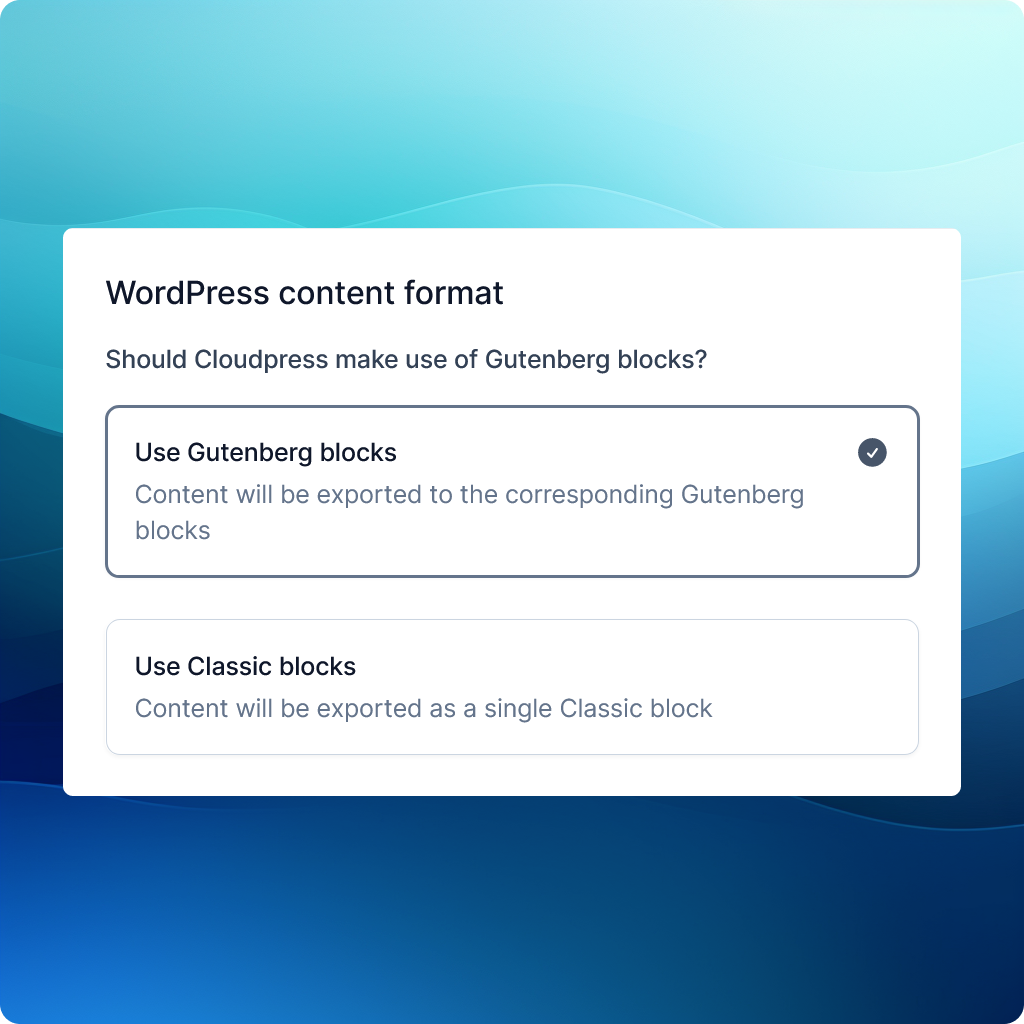 WordPress content format
Should Cloudpress make use of Gutenberg blocks?
Use Gutenberg blocks
Content will be exported to the corresponding Gutenberg
blocks
Use Classic blocks
Content will be exported as a single Classic block